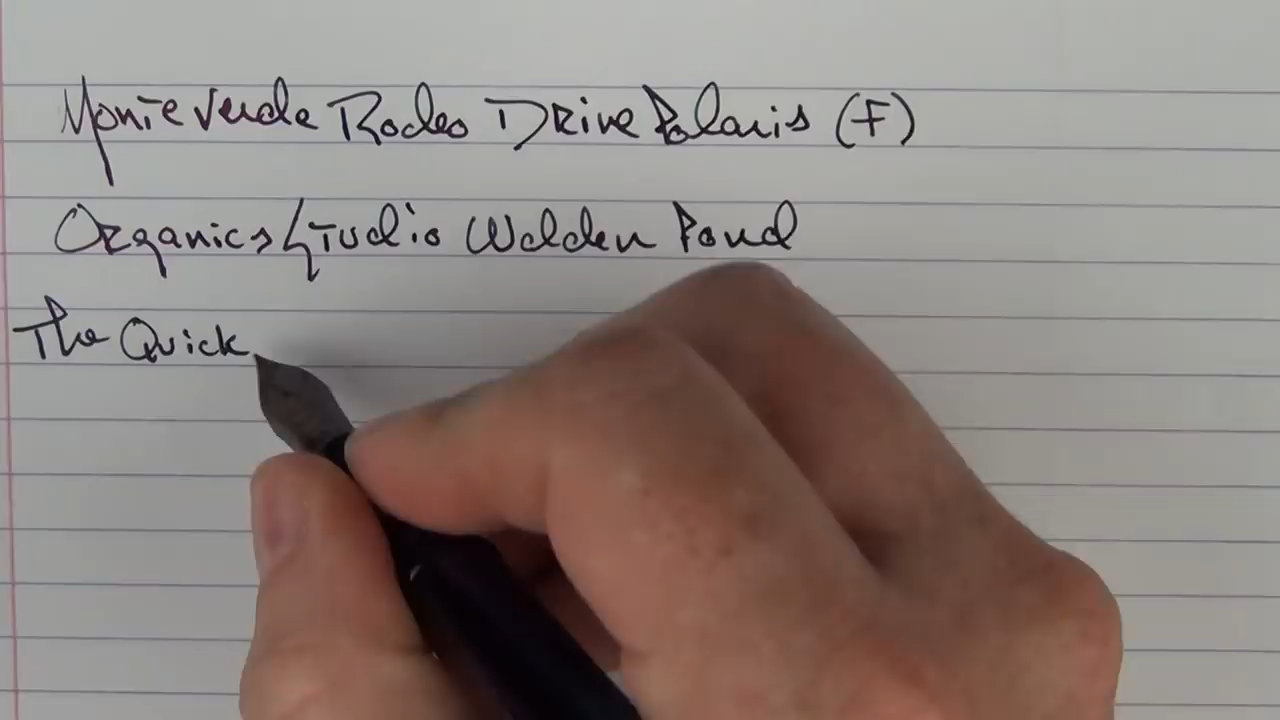 Monteverde Rodeo Drive Polaris (F)
Organics Studio Walden Pond
The Quick